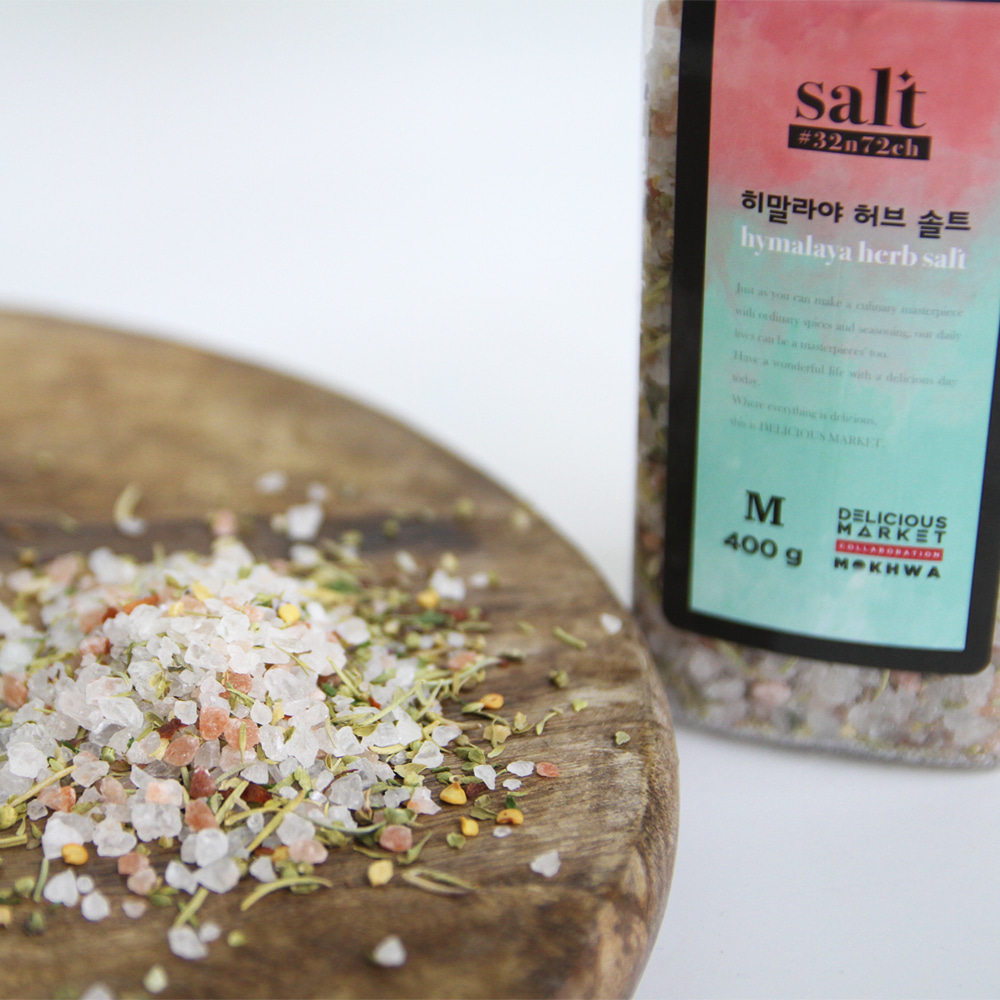 salt
#32n72ch
히말라야 허브 솔트
hymalaya herb salt
Just as you can make a culinary masterpiece
with ordinary spices and seasoning, our daily
lives can be a masterpieces' too.
Have a wonderful life with a delicious day
today.
Where everything is delicious,
this is DELICIOUS MARKET
M
400 g
DELICIOUS
MARKET
COLLABORATION
MOKHWA